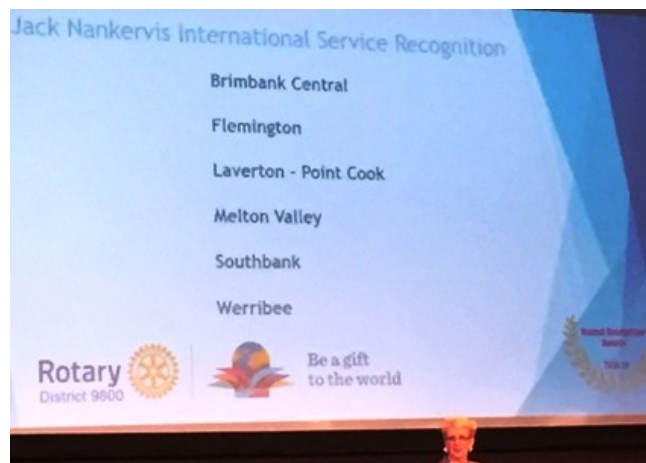 Jack Nankervis International Service Recognition
Brimbank Central
Flemington
Laverton - Point Cook
Melton Valley
Southbank
Werribee
Rotary
District 9800
Be a gift
to the world
Awards